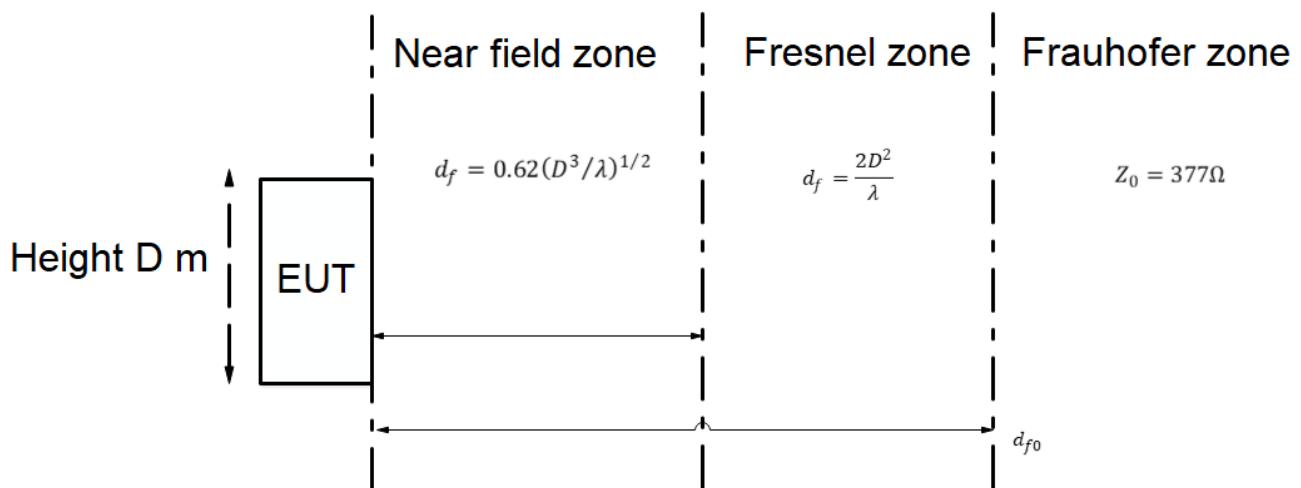 Near field zone
Fresnel zone
Frauhofer zone
d_f = 0.62(D^3/λ)^{1/2}
d_f = \frac{2D^2}{λ}
Z_0 = 377Ω
Height D m
EUT
d_{f0}